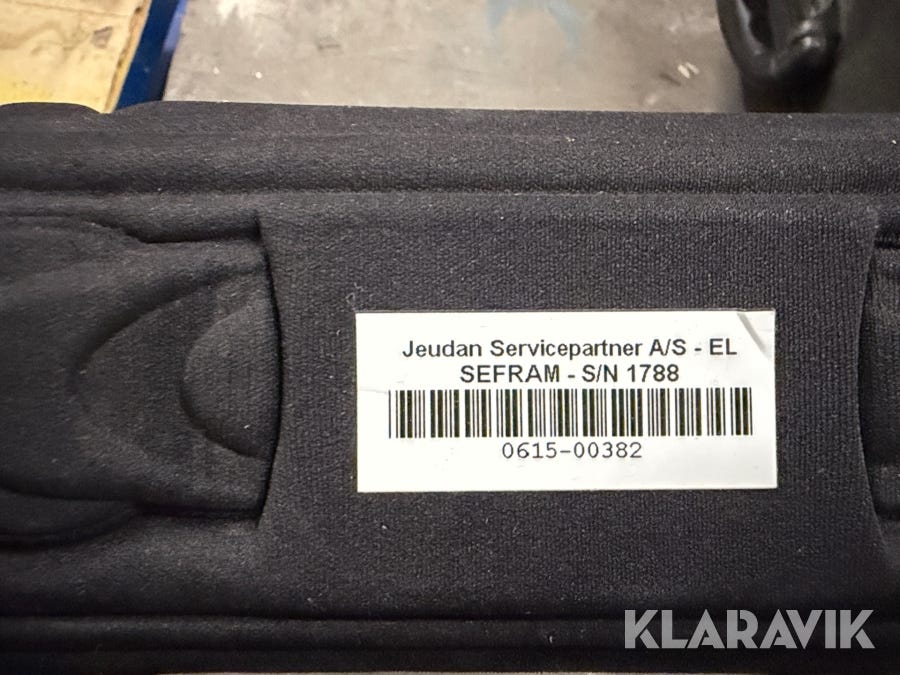 Jeudan Servicepartner A/S - EL
SEFRAM - S/N 1788
0615-00382
KLARAVIK